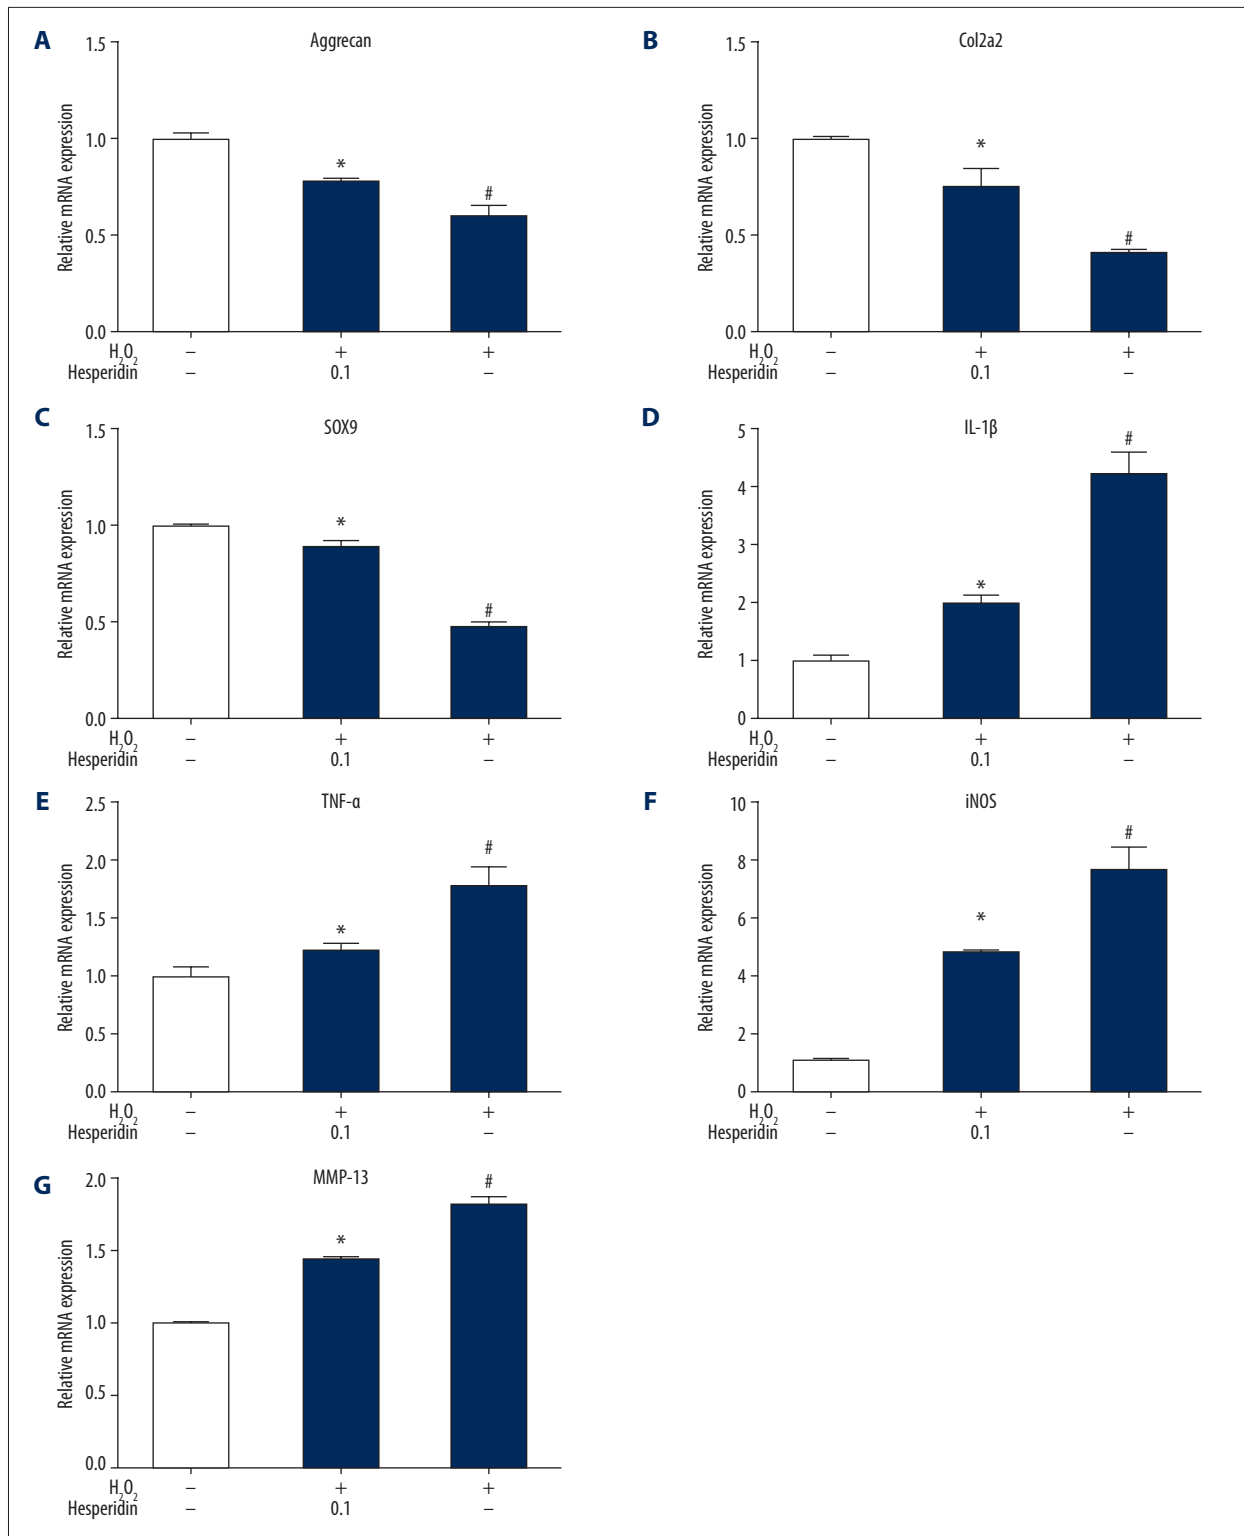 A
Aggrecan
1.5
1.0
0.5
0.0
Relative mRNA expression
*
#
H2O2 – + +
Hesperidin – 0.1 –
B
Col2a2
1.5
1.0
0.5
0.0
Relative mRNA expression
*
#
H2O2 – + +
Hesperidin – 0.1 –
C
SOX9
1.5
1.0
0.5
0.0
Relative mRNA expression
*
#
H2O2 – + +
Hesperidin – 0.1 –
D
IL-1β
5
4
3
2
1
0
Relative mRNA expression
*
#
H2O2 – + +
Hesperidin – 0.1 –
E
TNF-α
2.5
2.0
1.5
1.0
0.5
0.0
Relative mRNA expression
*
#
H2O2 – + +
Hesperidin – 0.1 –
F
iNOS
10
8
6
4
2
0
Relative mRNA expression
*
#
H2O2 – + +
Hesperidin – 0.1 –
G
MMP-13
2.0
1.5
1.0
0.5
0.0
Relative mRNA expression
*
#
H2O2 – + +
Hesperidin – 0.1 –